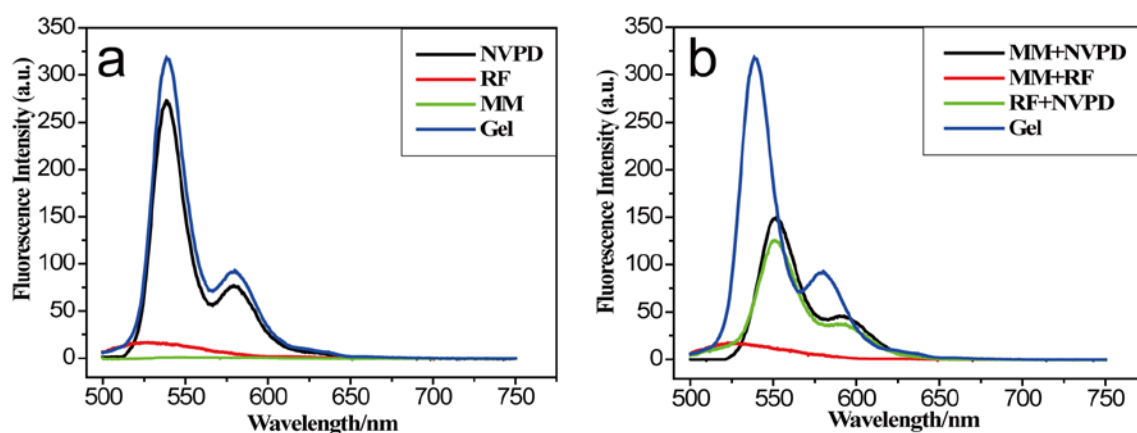 a
NVPD
RF
MM
Gel
Fluorescence Intensity (a.u.)
350
300
250
200
150
100
50
0
500 550 600 650 700 750
Wavelength/nm
b
MM+NVPD
MM+RF
RF+NVPD
Gel
Fluorescence Intensity (a.u.)
350
300
250
200
150
100
50
0
500 550 600 650 700 750
Wavelength/nm